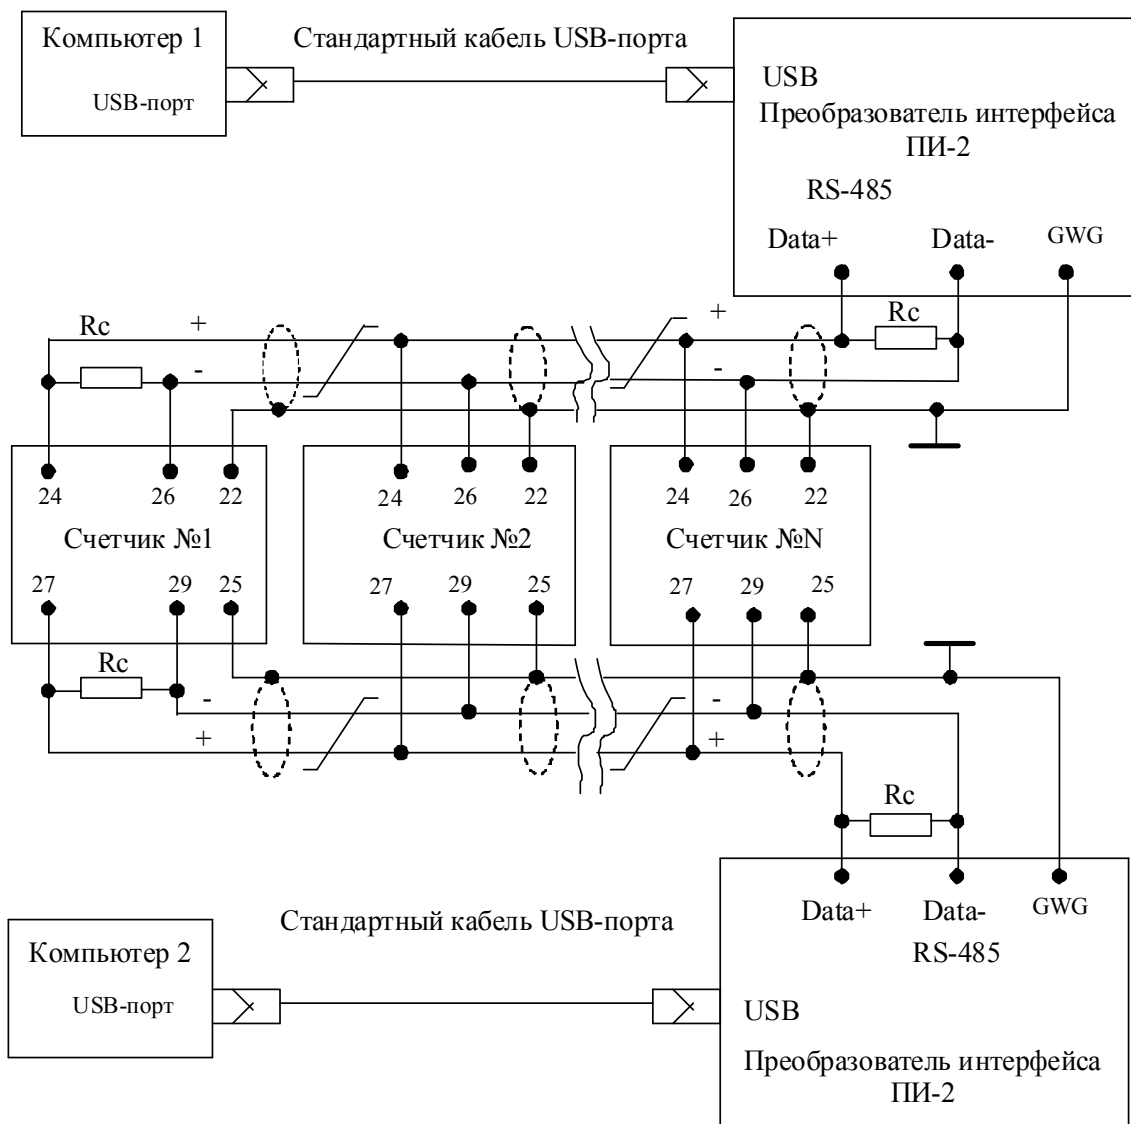 Компьютер 1
Стандартный кабель USB-порта
USB-порт
USB
Преобразователь интерфейса
ПИ-2
RS-485
Data+ Data- GWG
Rc + + Rc
- -
24 26 22 24 26 22 24 26 22
Счетчик №1 Счетчик №2 Счетчик №N
27 29 25 27 29 25 27 29 25
Rc
- -
+ +
Rc
Data+ Data- GWG
Стандартный кабель USB-порта
RS-485
Компьютер 2
USB-порт
USB
Преобразователь интерфейса
ПИ-2